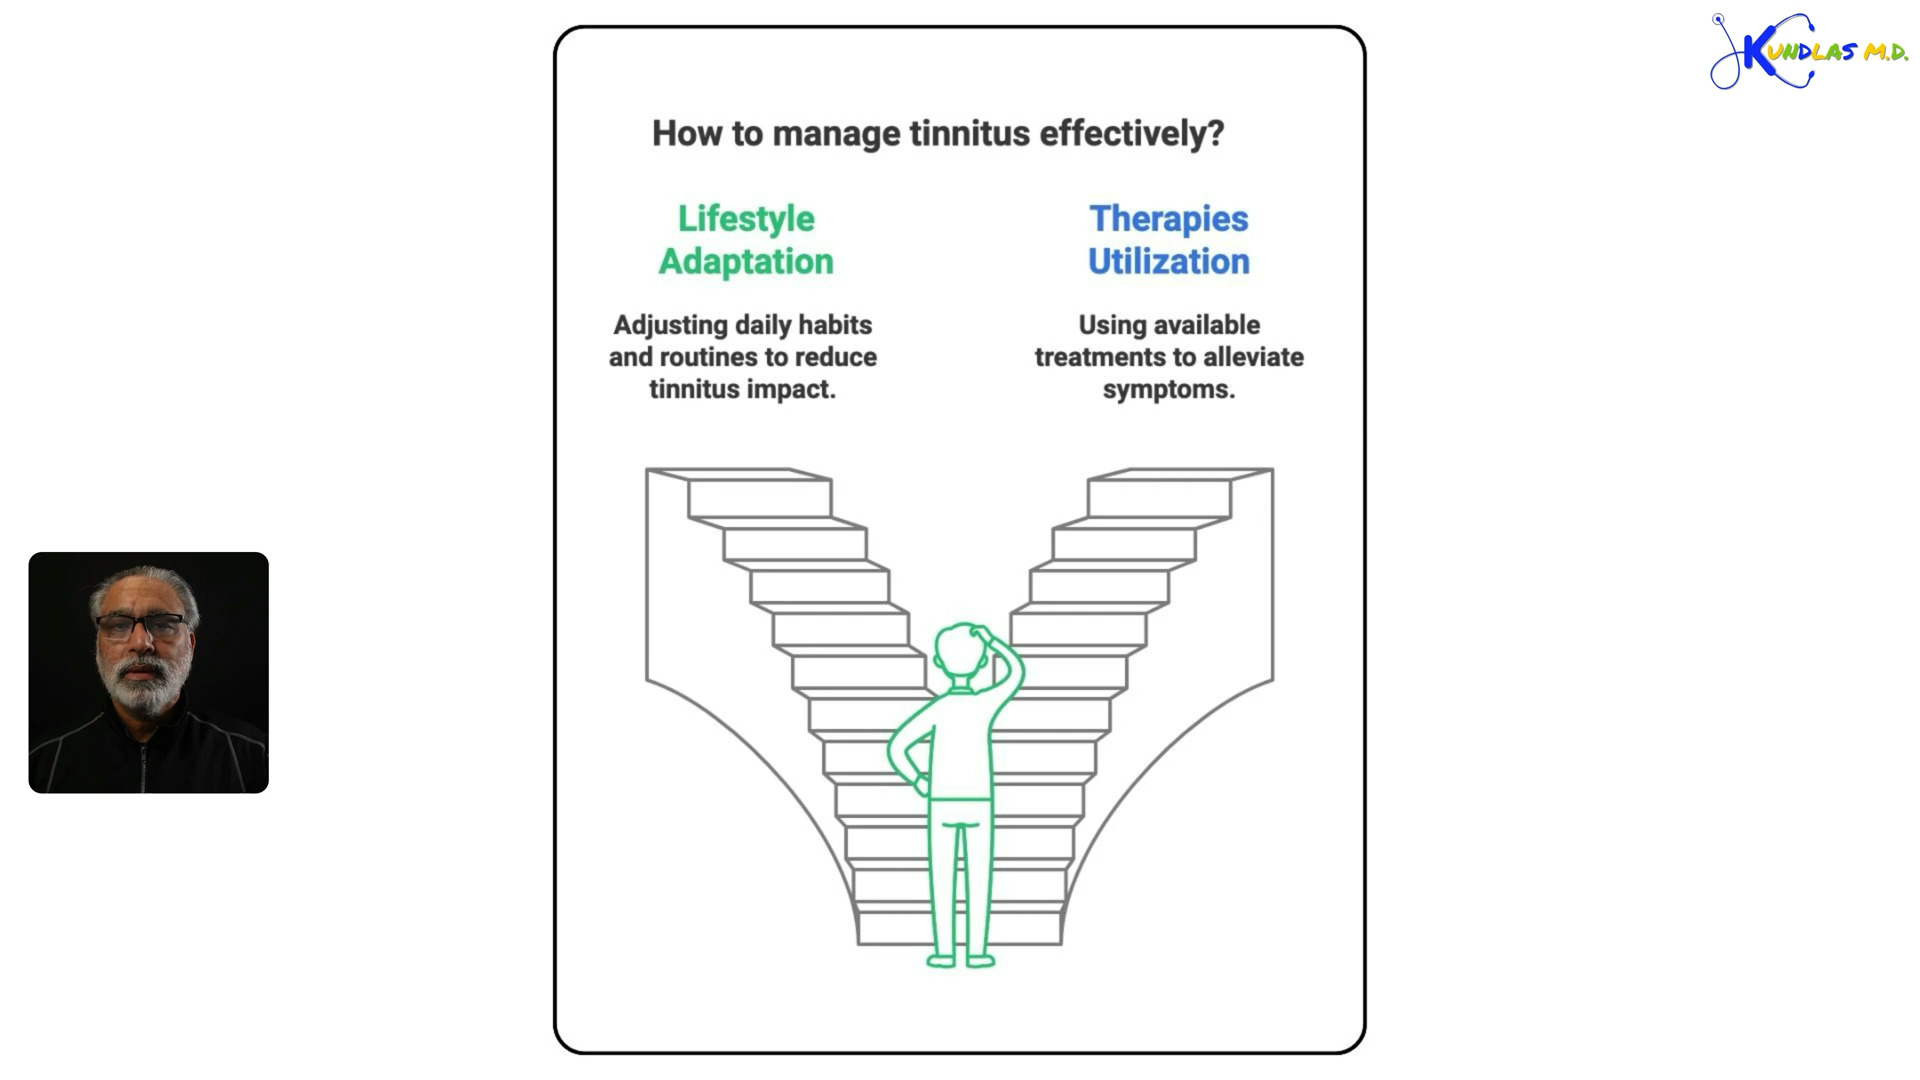 KUNDLAS M.D.
How to manage tinnitus effectively?
Lifestyle
Adaptation
Adjusting daily habits
and routines to reduce
tinnitus impact.
Therapies
Utilization
Using available
treatments to alleviate
symptoms.